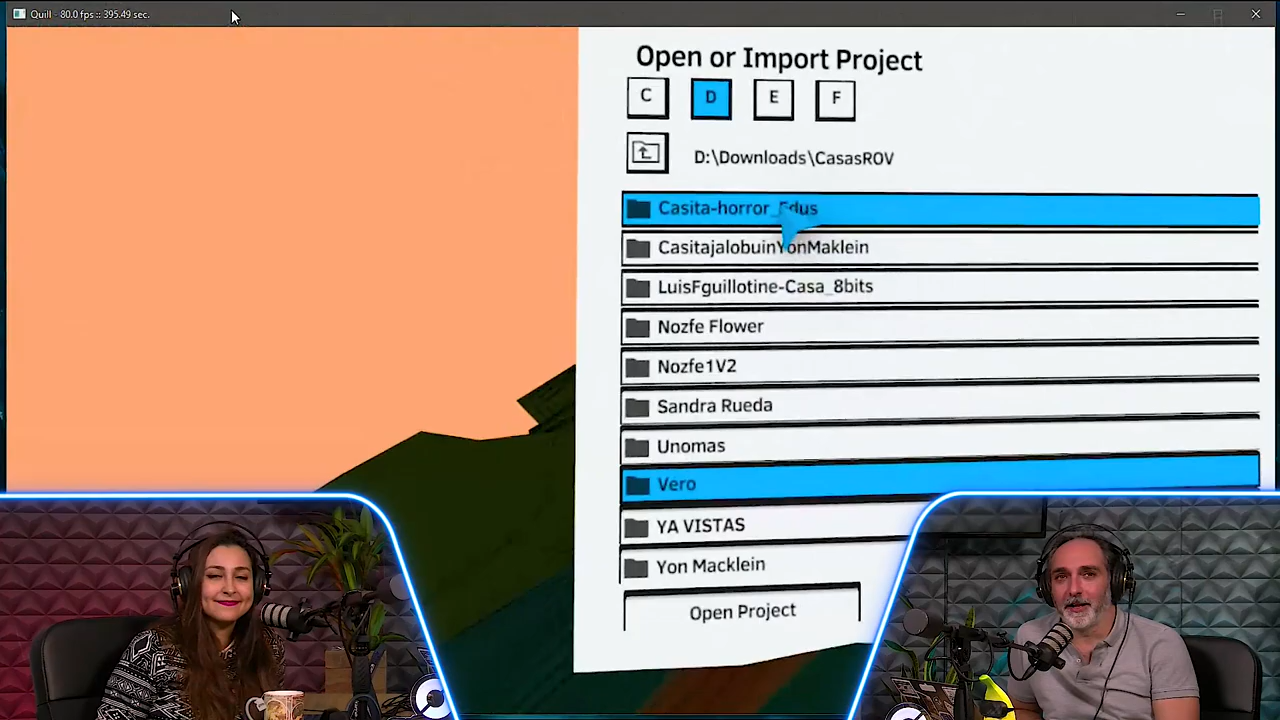 Quill - 80.0 fps :: 395.49 sec.
Open or Import Project
C D E F
D:\Downloads\CasasROV
Casita-horror_Edus
CasitajalobuinYonMaklein
LuisFguillotine-Casa_8bits
Nozfe Flower
Nozfe1V2
Sandra Rueda
Unomas
Vero
YA VISTAS
Yon Macklein
Open Project